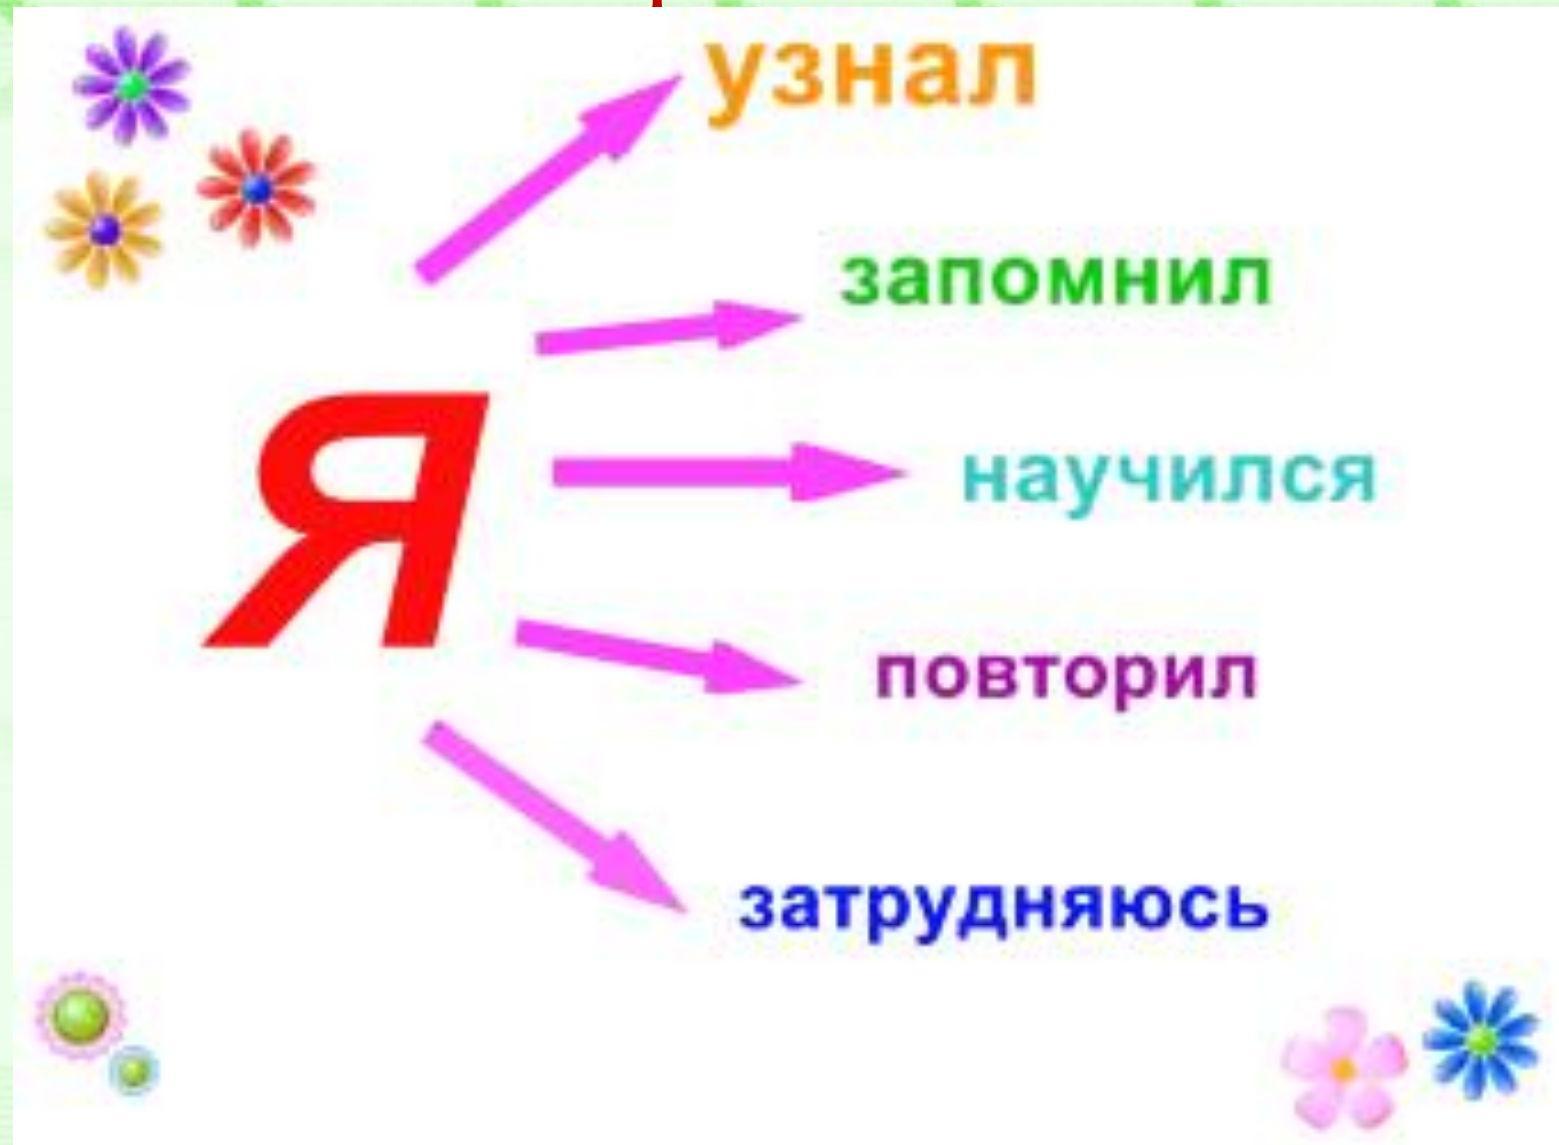 узнал
запомнил
Я
научился
повторил
затрудняюсь